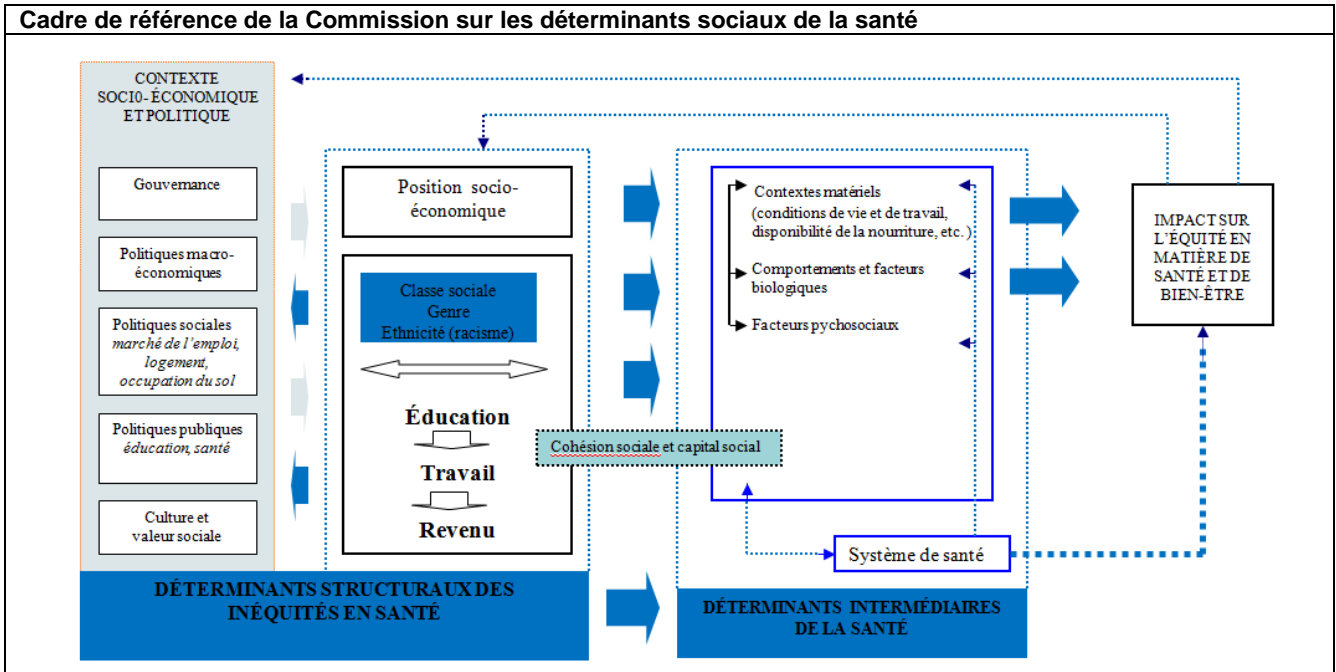 Cadre de référence de la Commission sur les déterminants sociaux de la santé
CONTEXTE
SOCI0- ÉCONOMIQUE
ET POLITIQUE
Gouvernance
Politiques macro-
économiques
Politiques sociales
marché de l'emploi,
logement,
occupation du sol
Politiques publiques
éducation, santé
Culture et
valeur sociale
Position socio-
économique
Classe sociale
Genre
Ethnicité (racisme)
Éducation
Travail
Revenu
Cohésion sociale et capital social
Contextes matériels
(conditions de vie et de travail,
disponibilité de la nourriture, etc. )
Comportements et facteurs
biologiques
Facteurs pychosociaux
Système de santé
IMPACT SUR
L'ÉQUITÉ EN
MATIÈRE DE
SANTÉ ET DE
BIEN-ÊTRE
DÉTERMINANTS STRUCTURAUX DES
INÉQUITÉS EN SANTÉ
DÉTERMINANTS INTERMÉDIAIRES
DE LA SANTÉ